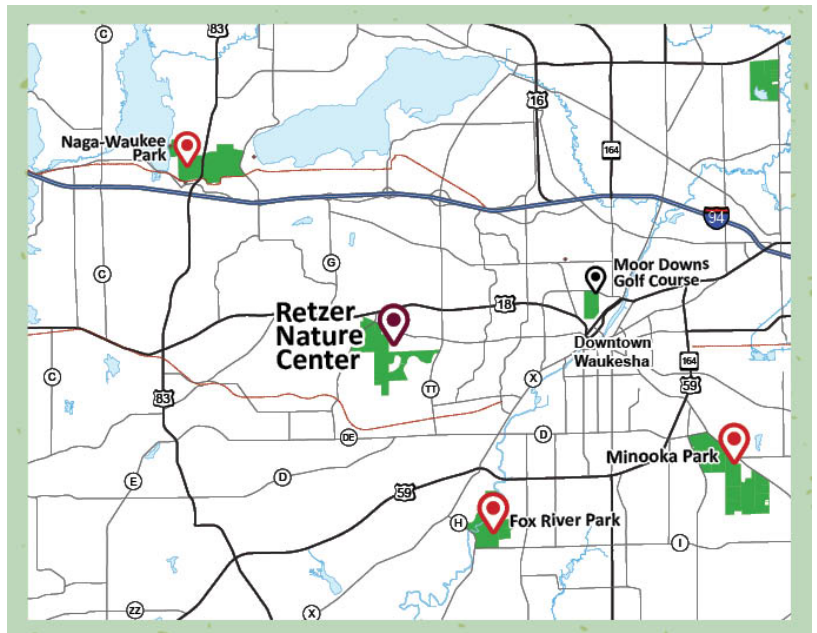 C
83
16
Naga-Waukee
Park
164
94
G
C
Moor Downs
Golf Course
Retzer
Nature
Center
18
Downtown
Waukesha
164
59
C
TT
X
83
DE
D
Minooka Park
E
D
59
H
Fox River Park
I
ZZ
X